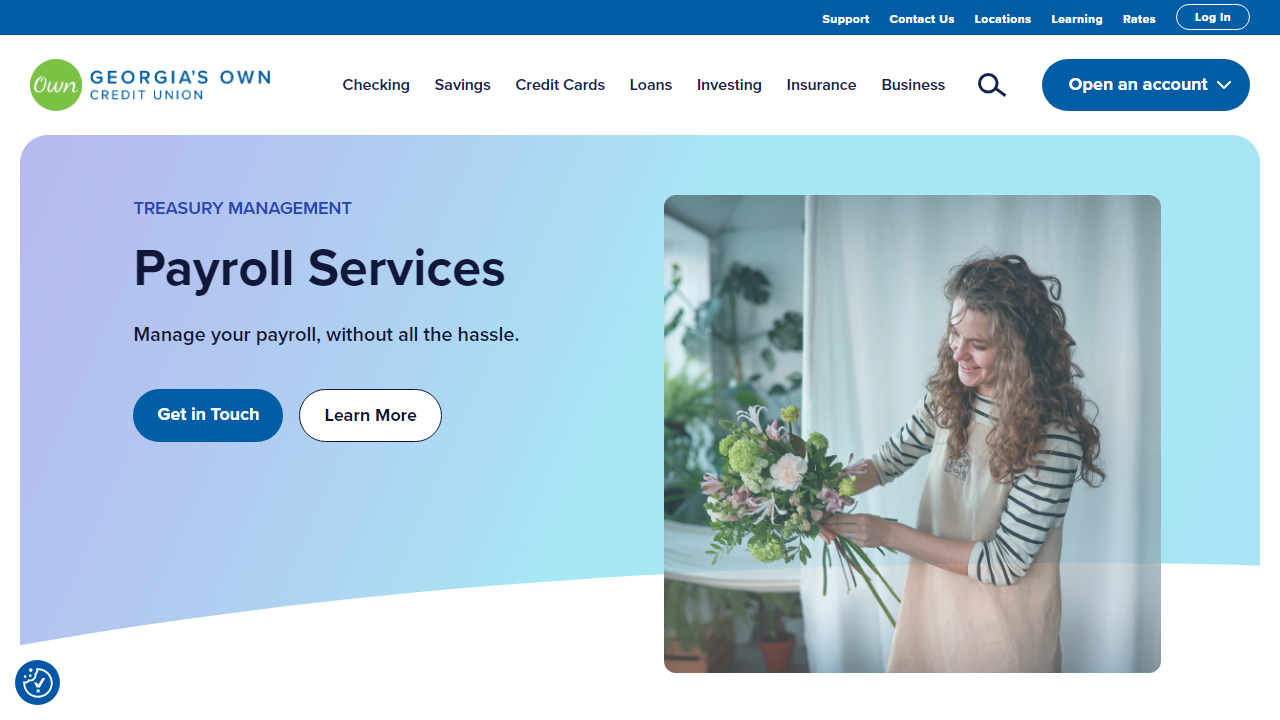 Support Contact Us Locations Learning Rates Log In
Own GEORGIA'S OWN
CREDIT UNION
Checking Savings Credit Cards Loans Investing Insurance Business Open an account
TREASURY MANAGEMENT
Payroll Services
Manage your payroll, without all the hassle.
Get in Touch Learn More